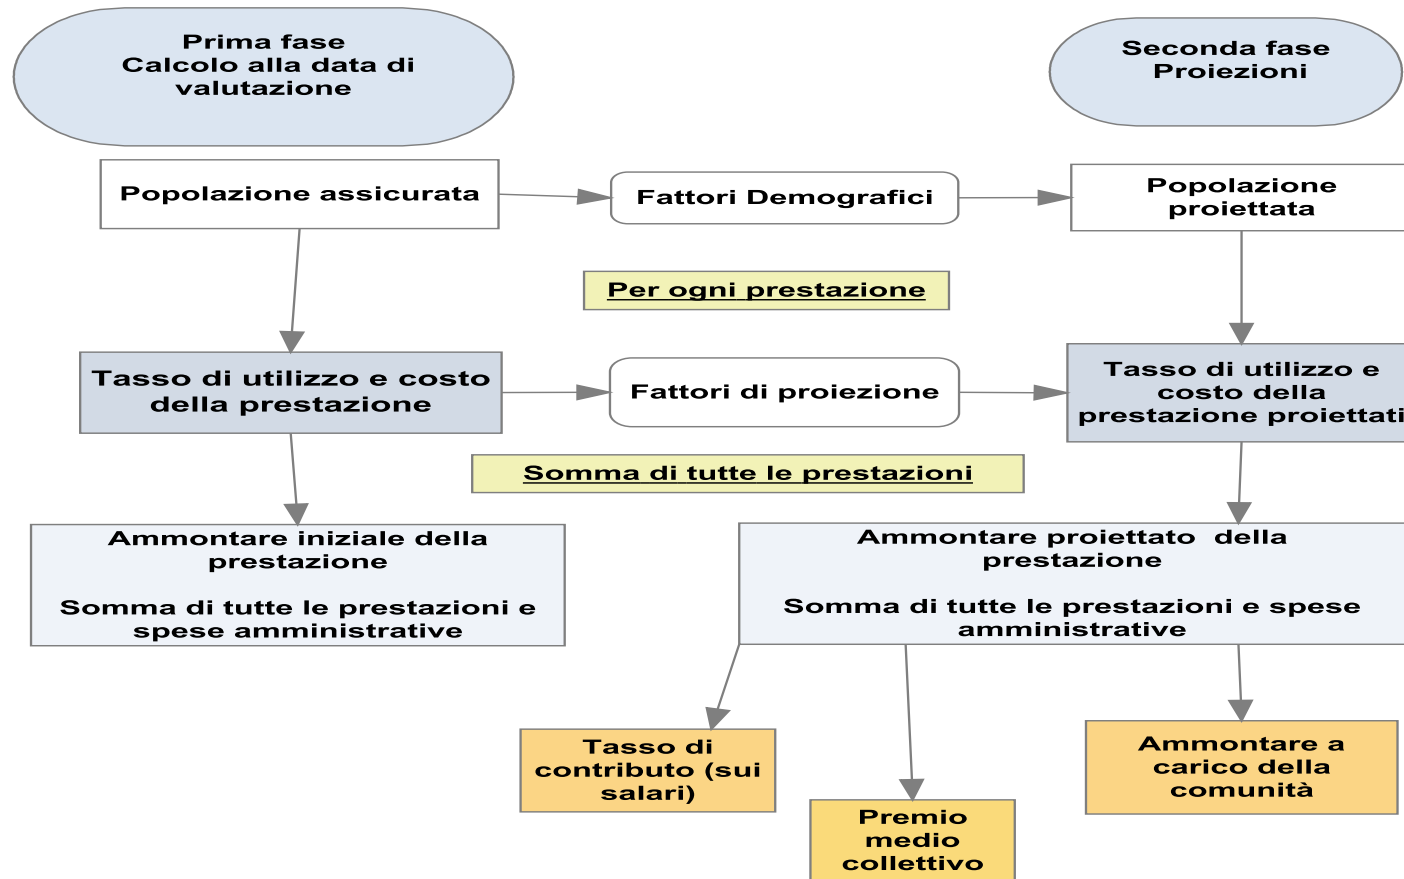 Prima fase
Calcolo alla data di
valutazione
Seconda fase
Proiezioni
Popolazione assicurata
Fattori Demografici
Popolazione
proiettata
Per ogni prestazione
Tasso di utilizzo e costo
della prestazione
Fattori di proiezione
Tasso di utilizzo e
costo della
prestazione proiettati
Somma di tutte le prestazioni
Ammontare iniziale della
prestazione
Somma di tutte le prestazioni e
spese amministrative
Ammontare proiettato della
prestazione
Somma di tutte le prestazioni e spese
amministrative
Tasso di
contributo (sui
salari)
Premio
medio
collettivo
Ammontare a
carico della
comunità